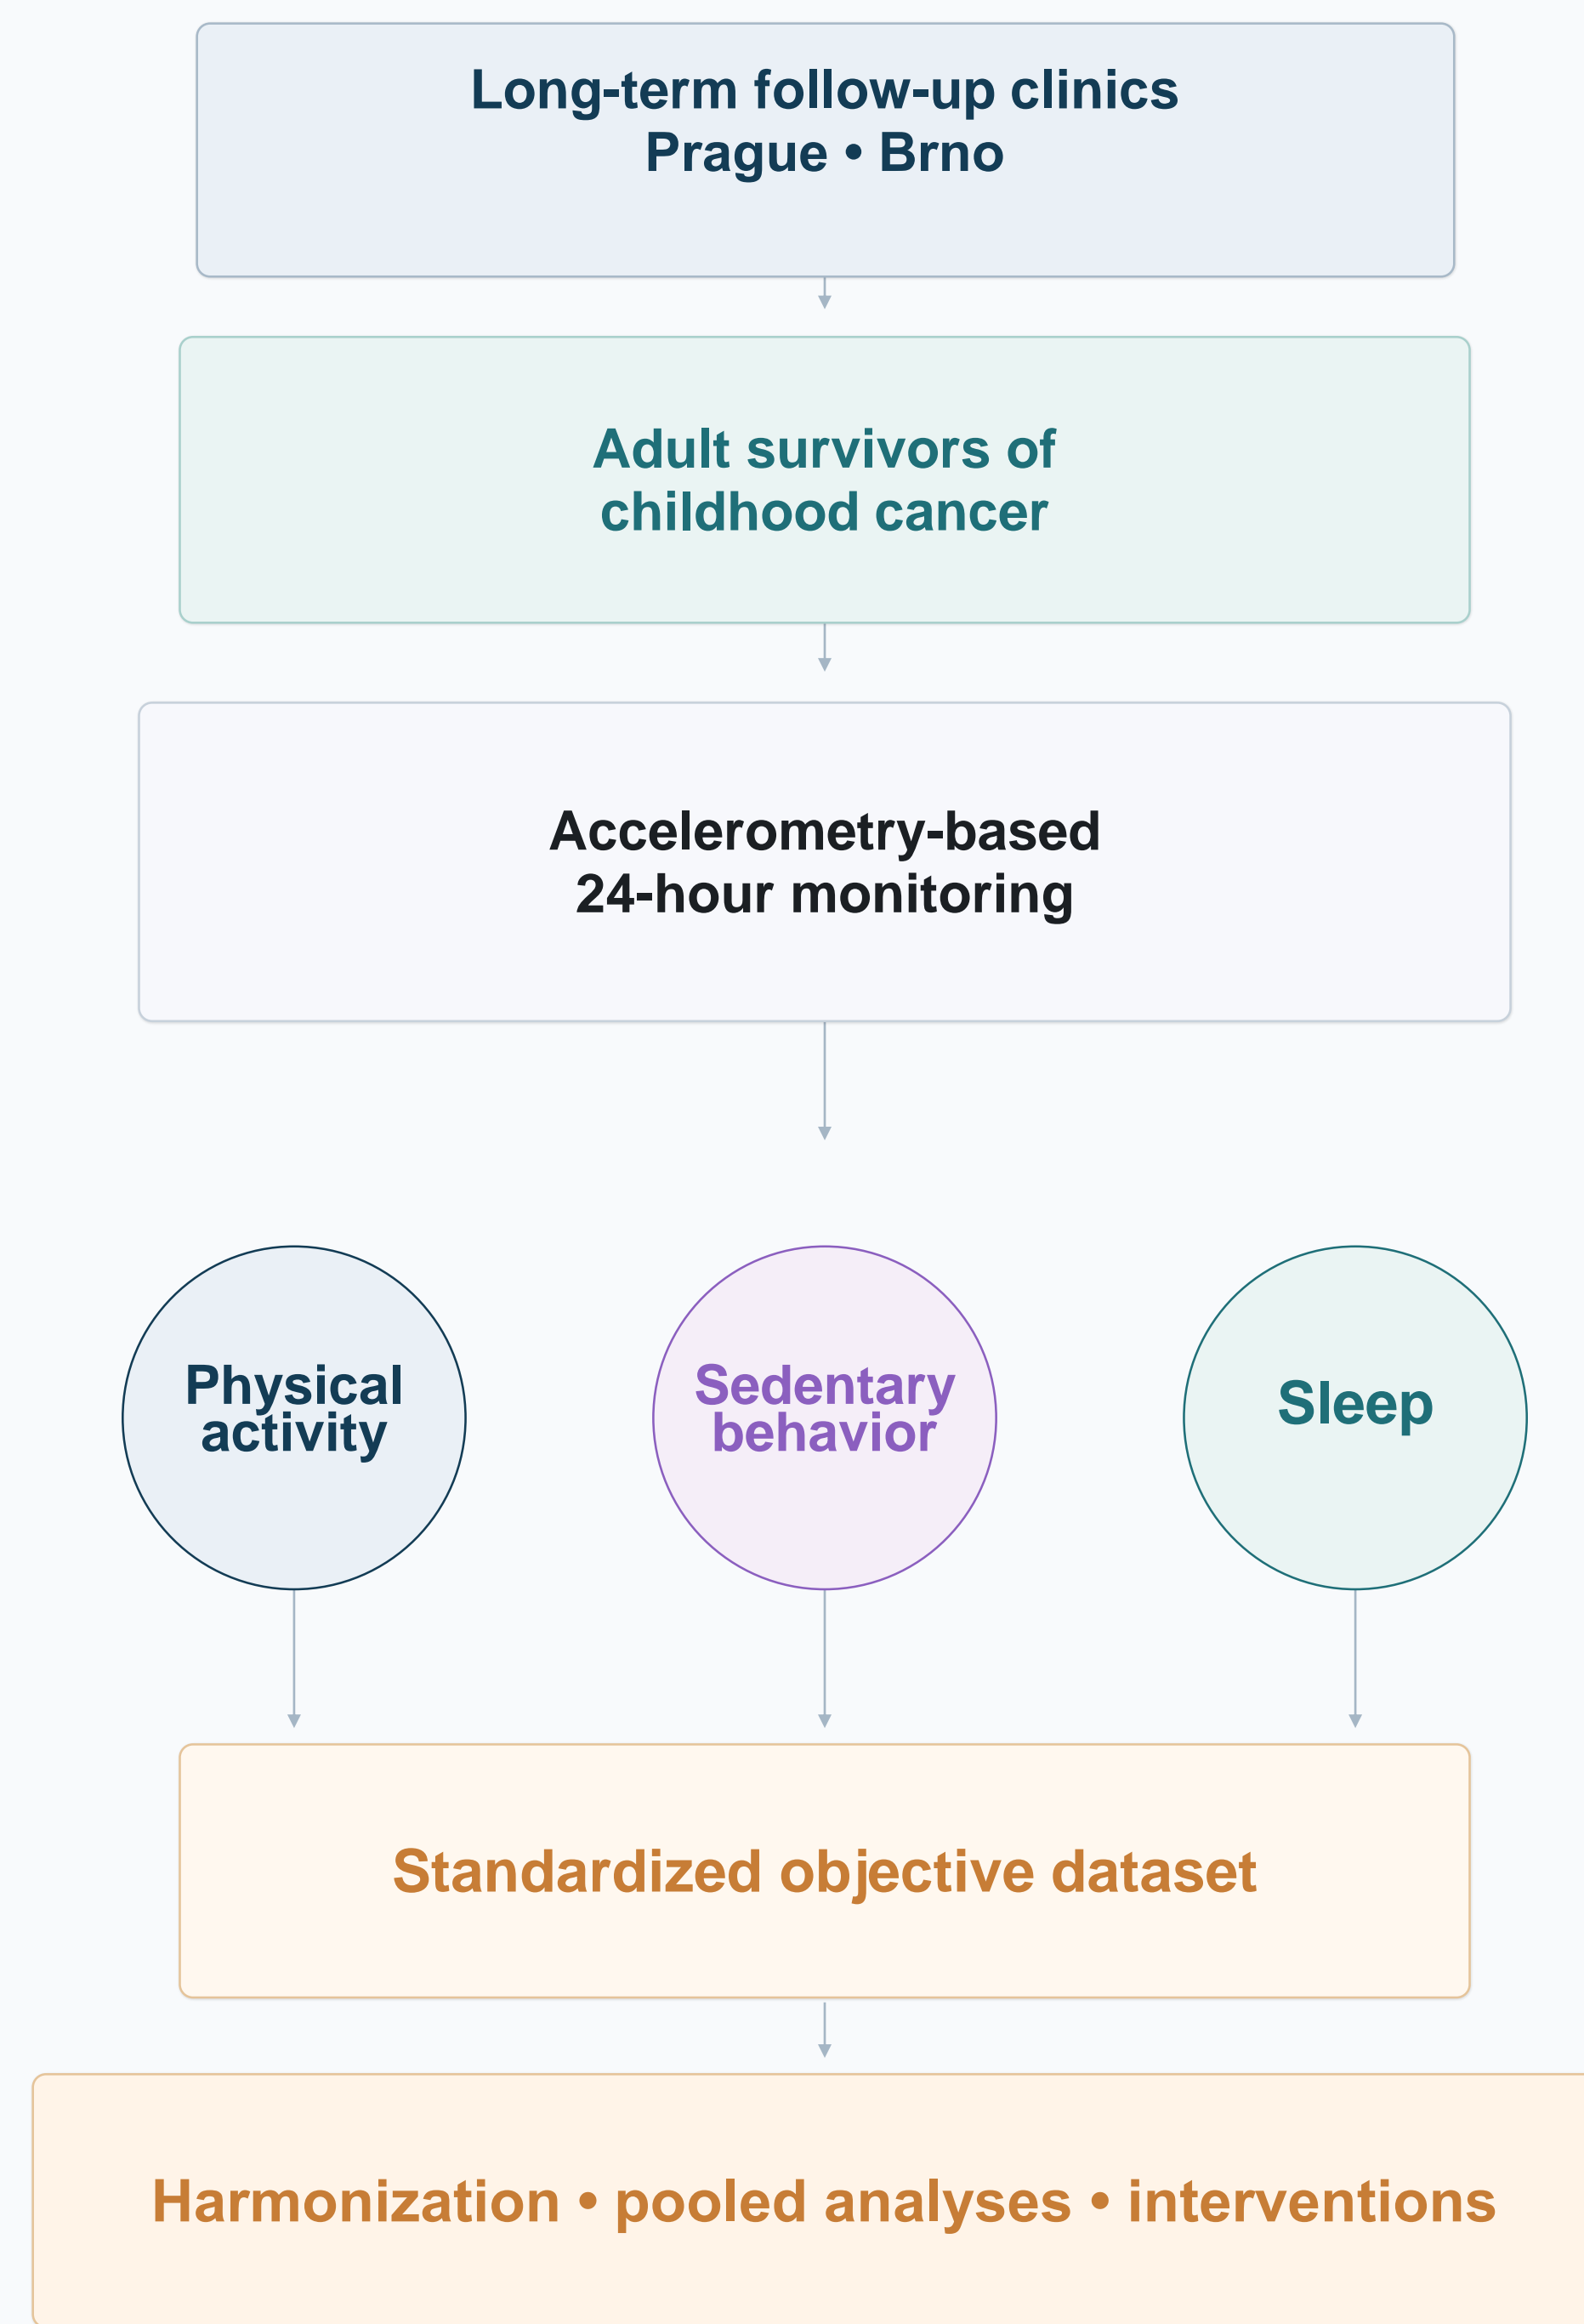 Long-term follow-up clinics
Prague • Brno
Adult survivors of
childhood cancer
Accelerometry-based
24-hour monitoring
Physical
activity
Sedentary
behavior
Sleep
Standardized objective dataset
Harmonization • pooled analyses • interventions